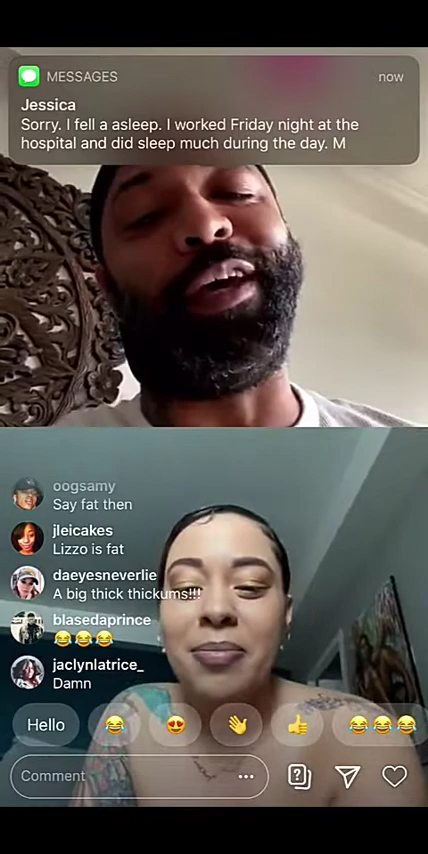 MESSAGES
now
Jessica
Sorry. I fell a asleep. I worked Friday night at the
hospital and did sleep much during the day. M
oogsamy
Say fat then
jleicakes
Lizzo is fat
daeyesneverlie
A big thick thickums!!!
blasedaprince
😂😂😂
jaclynlatrice_
Damn
Hello 😂 😍 👋 👍 😂😂😂
Comment